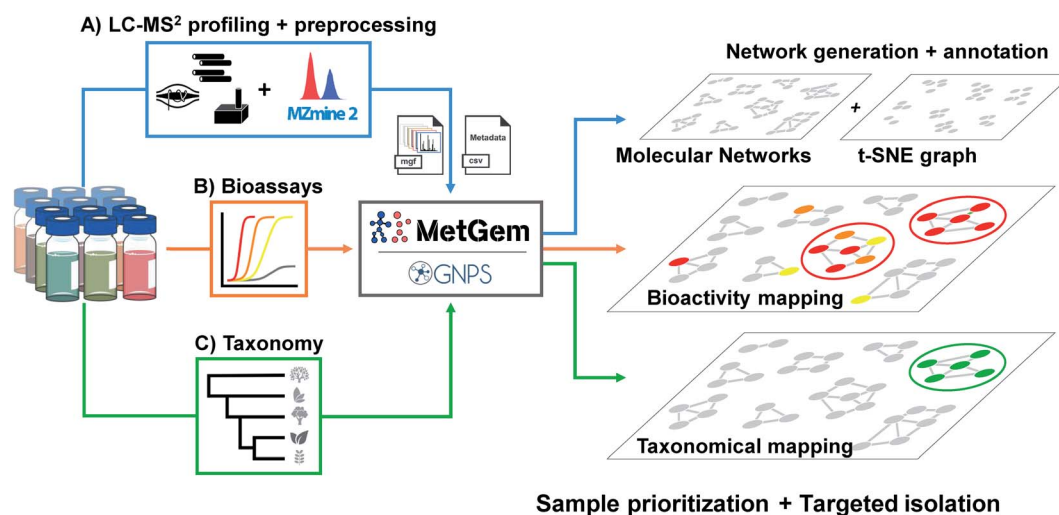 A) LC-MS² profiling + preprocessing
+
MZmine 2
mgf
Metadata
csv
B) Bioassays
MetGem
GNPS
C) Taxonomy
Network generation + annotation
+
Molecular Networks
t-SNE graph
Bioactivity mapping
Taxonomical mapping
Sample prioritization + Targeted isolation